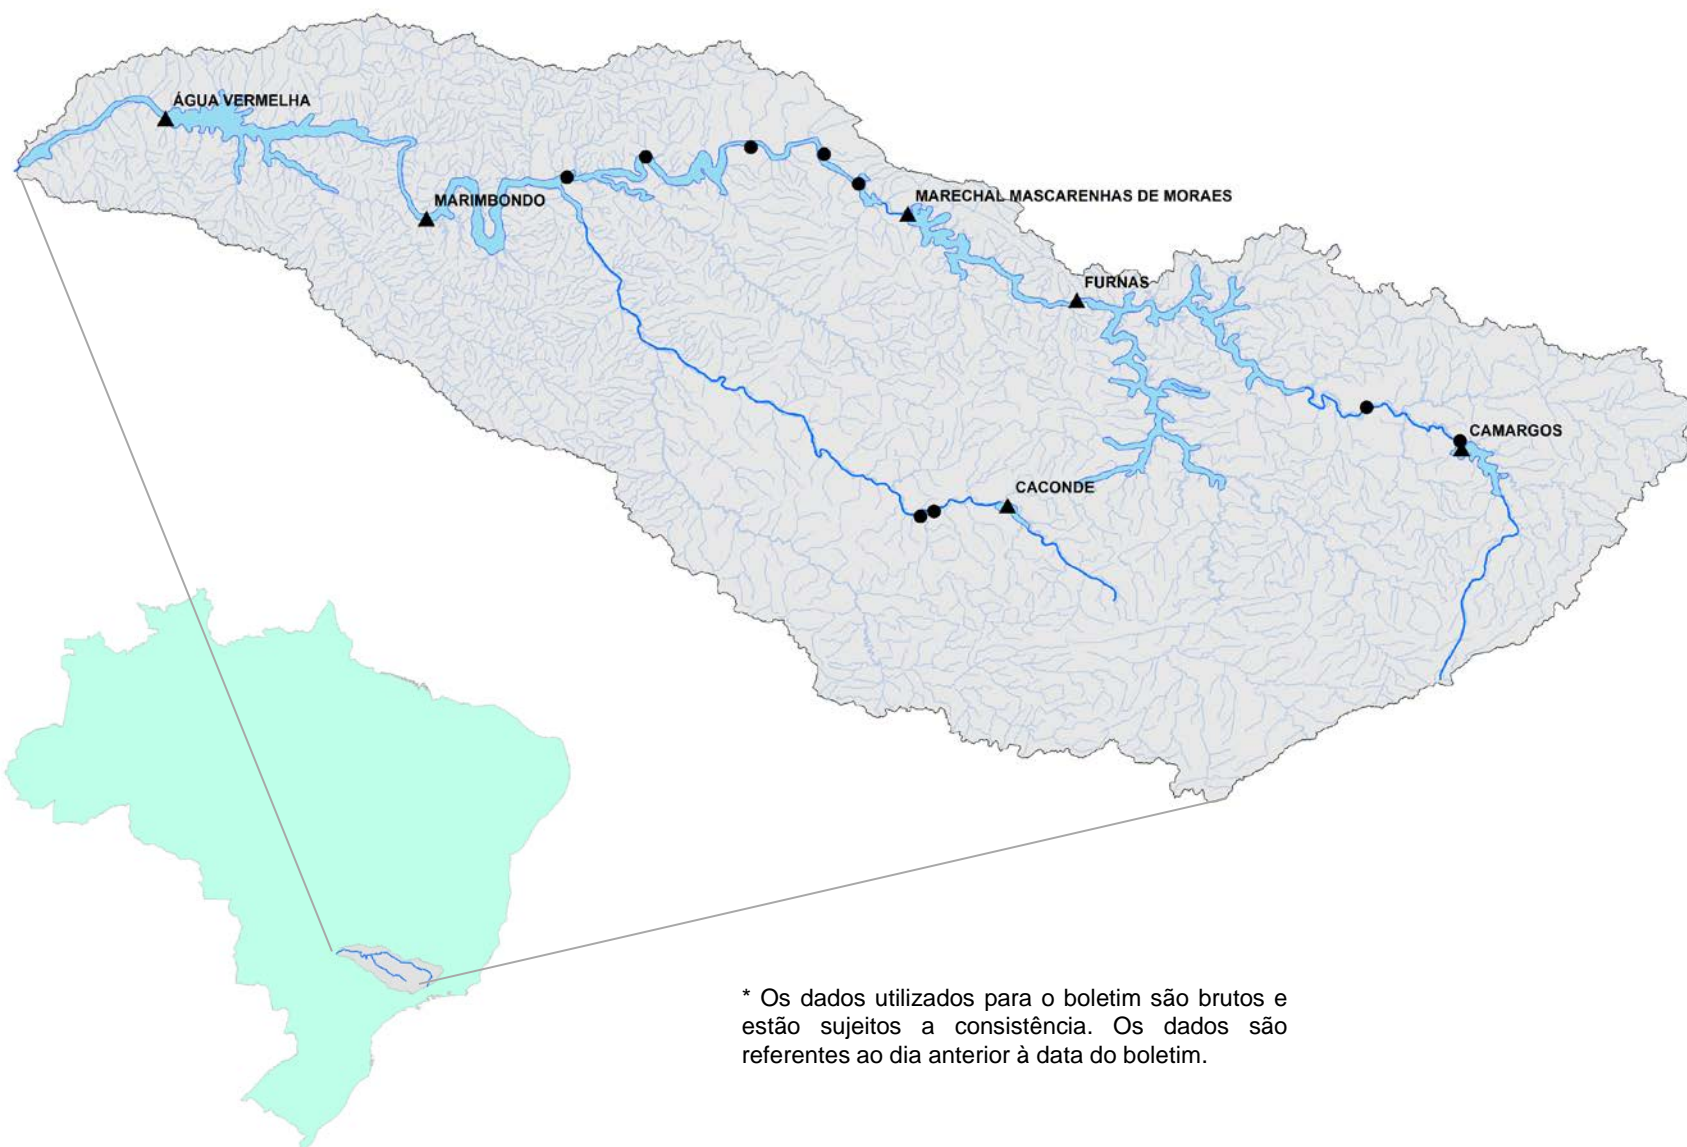 ÁGUA VERMELHA
MARIMBONDO
MARECHAL MASCARENHAS DE MORAES
FURNAS
CAMARGOS
CACONDE
* Os dados utilizados para o boletim são brutos e
estão sujeitos a consistência. Os dados são
referentes ao dia anterior à data do boletim.